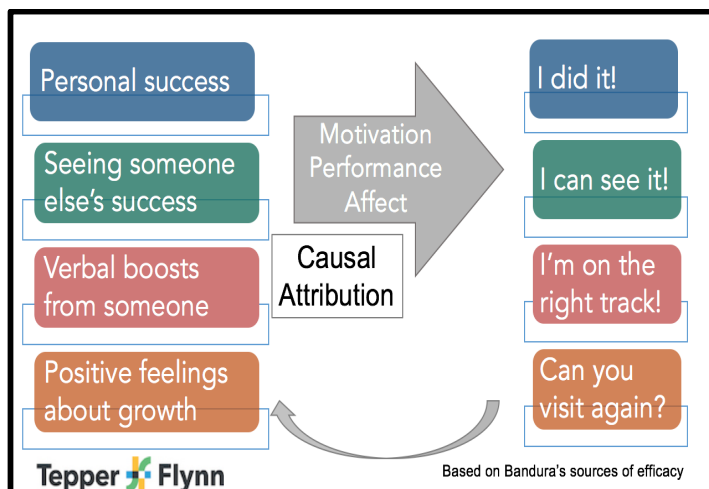 Personal success
Seeing someone
else's success
Verbal boosts
from someone
Positive feelings
about growth
Motivation
Performance
Affect
Causal
Attribution
I did it!
I can see it!
I'm on the
right track!
Can you
visit again?
Tepper Flynn
Based on Bandura's sources of efficacy